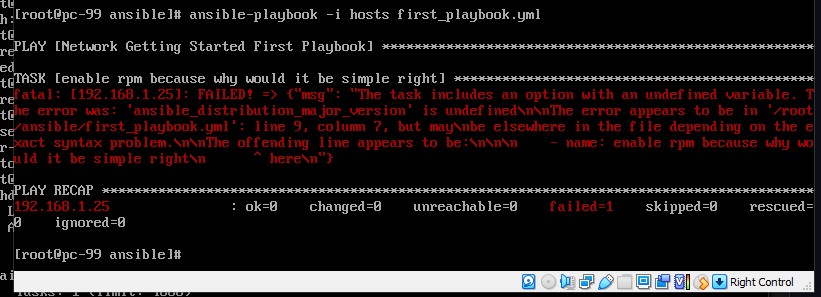 [root@pc-99 ansible]# ansible-playbook -i hosts first_playbook.yml
PLAY [Network Getting Started First Playbook] ****************************************************
TASK [enable rpm because why would it be simple right] *******************************************
fatal: [192.168.1.25]: FAILED! => {"msg": "The task includes an option with an undefined variable. T
he error was: 'ansible_distribution_major_version' is undefined\n\nThe error appears to be in '/root
/ansible/first_playbook.yml': line 9, column 7, but may\nbe elsewhere in the file depending on the e
xact syntax problem.\n\nThe offending line appears to be:\n\n\n    - name: enable rpm because why wo
uld it be simple right\n      ^ here\n"}
PLAY RECAP ***************************************************************************************
192.168.1.25 : ok=0 changed=0 unreachable=0 failed=1 skipped=0 rescued=
0 ignored=0
[root@pc-99 ansible]#
Right Control